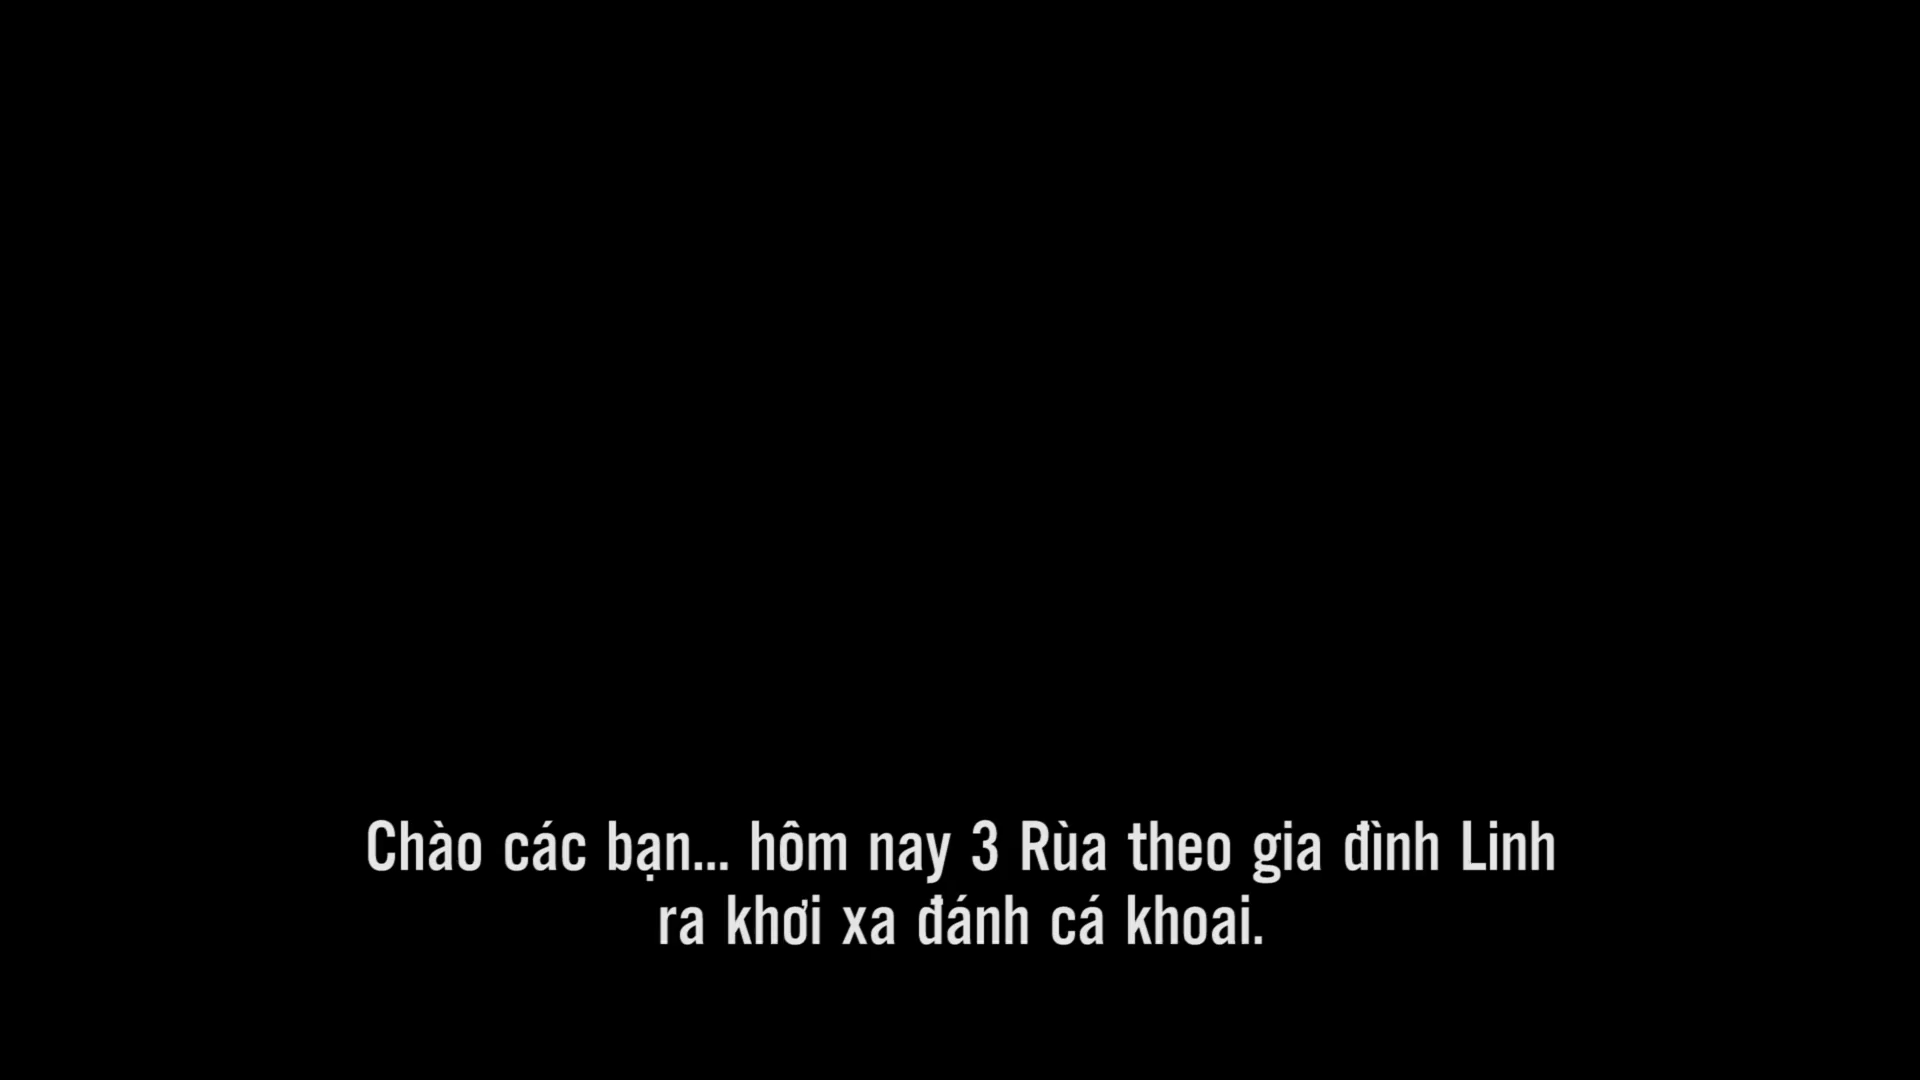 Chào các bạn... hôm nay 3 Rùa theo gia đình Linh
ra khơi xa đánh cá khoai.